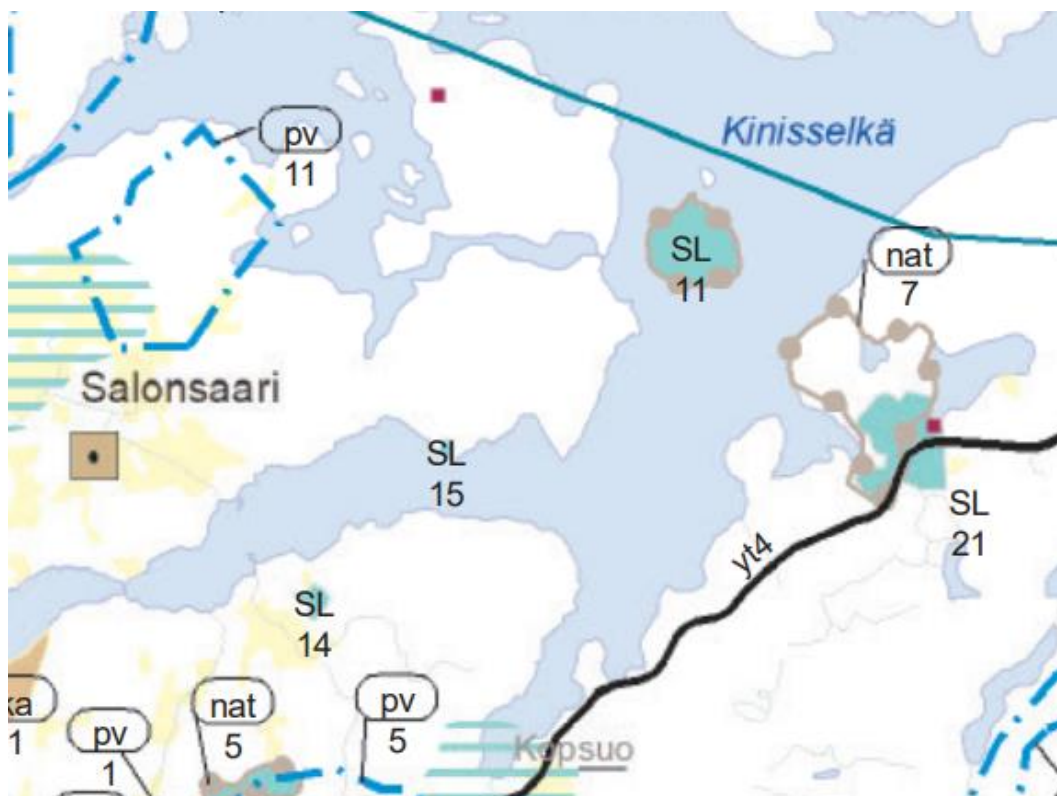 pv
11
Kinisselkä
SL
11
nat
7
Salonsaari
SL
15
SL
21
yt4
SL
14
ka
1
nat
5
pv
5
pv
1
Kopsuo